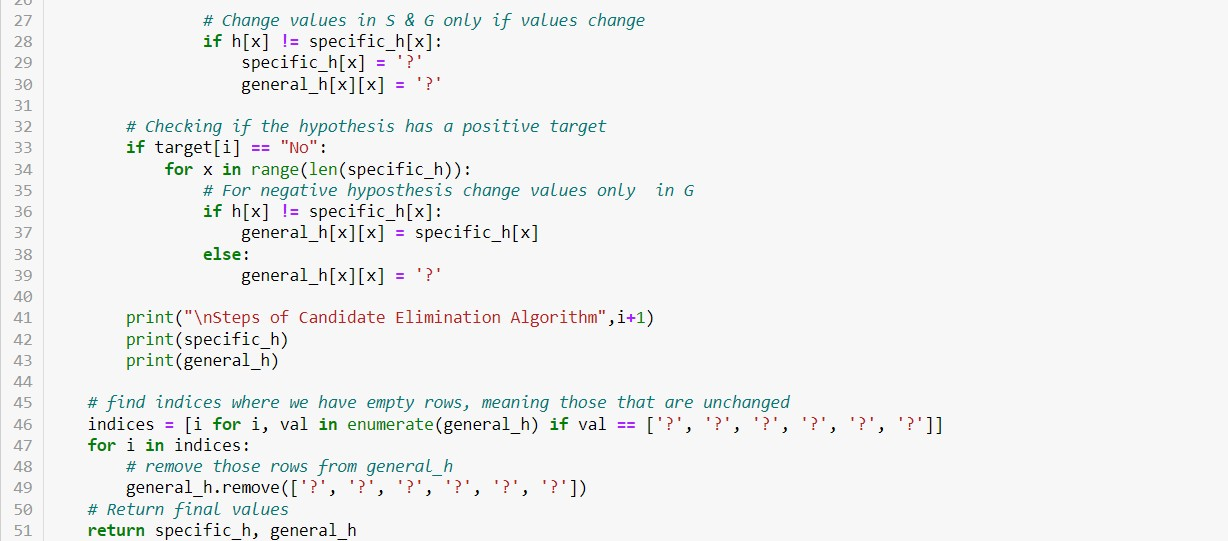 27 # Change values in S & G only if values change
28 if h[x] != specific_h[x]:
29 specific_h[x] = '?'
30 general_h[x][x] = '?'
31
32 # Checking if the hypothesis has a positive target
33 if target[i] == "No":
34 for x in range(len(specific_h)):
35 # For negative hyposthesis change values only  in G
36 if h[x] != specific_h[x]:
37 general_h[x][x] = specific_h[x]
38 else:
39 general_h[x][x] = '?'
40
41 print("\nSteps of Candidate Elimination Algorithm",i+1)
42 print(specific_h)
43 print(general_h)
44
45 # find indices where we have empty rows, meaning those that are unchanged
46 indices = [i for i, val in enumerate(general_h) if val == ['?', '?', '?', '?', '?', '?']]
47 for i in indices:
48 # remove those rows from general_h
49 general_h.remove(['?', '?', '?', '?', '?', '?'])
50 # Return final values
51 return specific_h, general_h